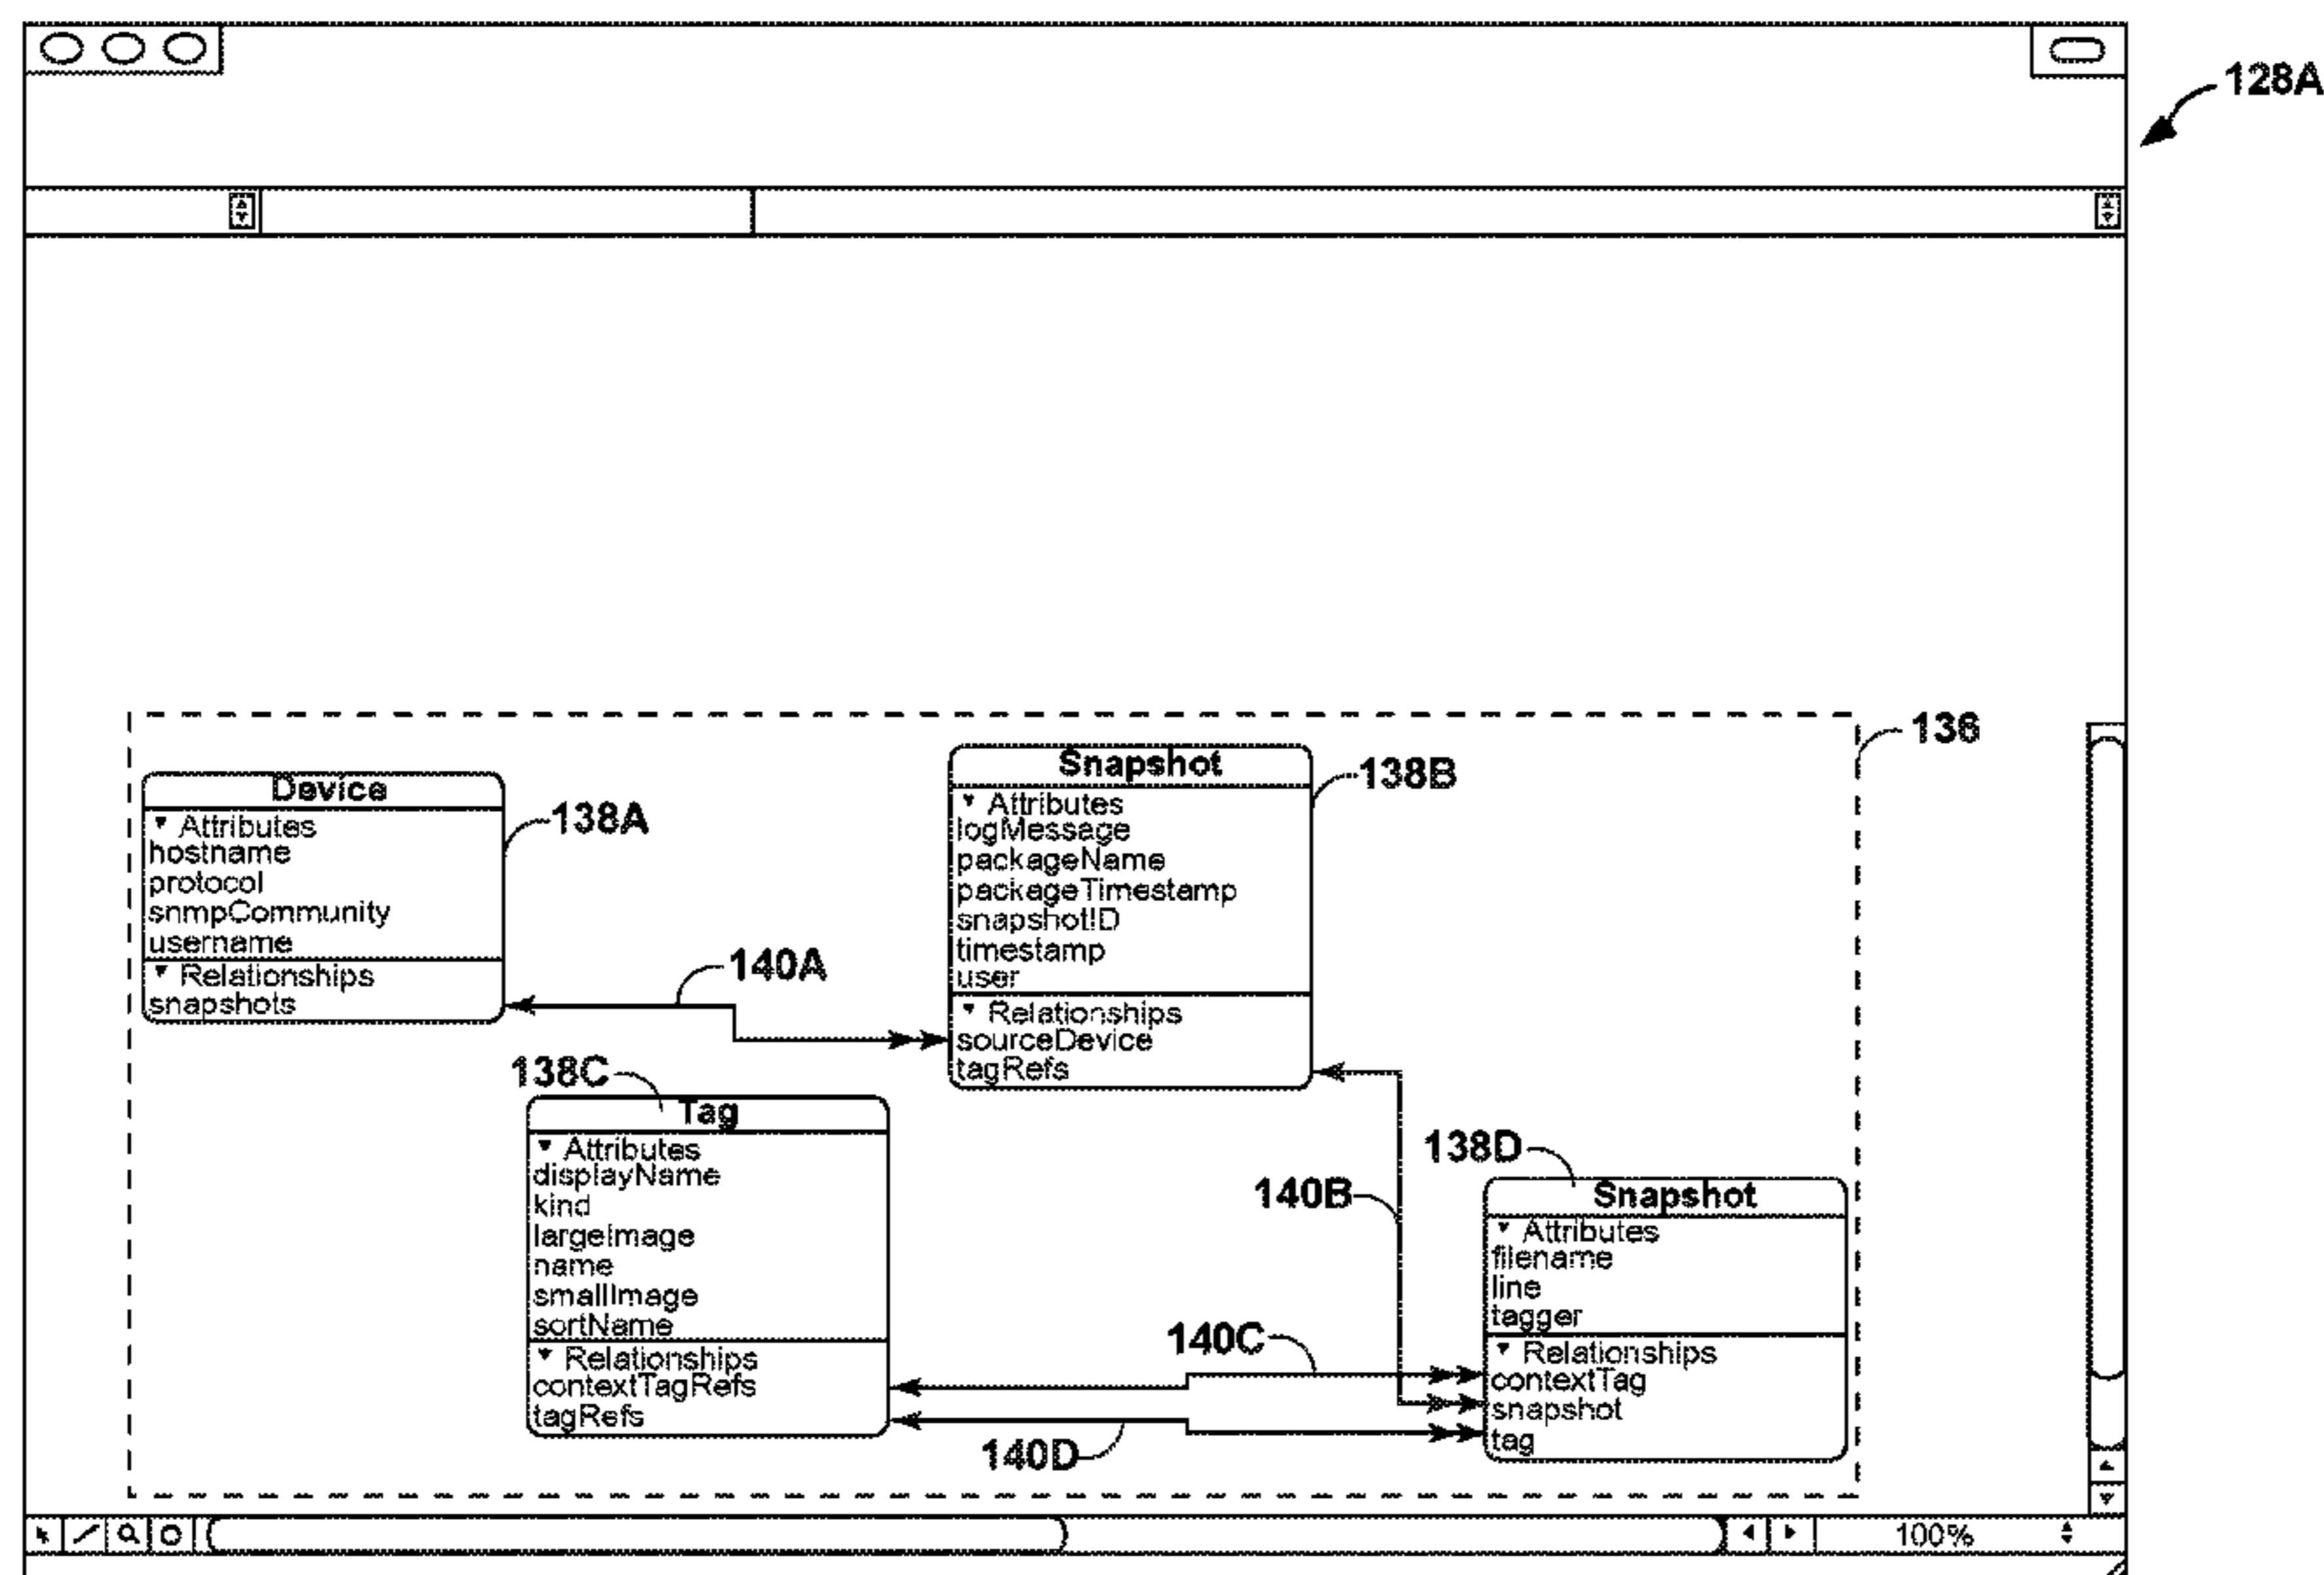 128A
136
Device
138A
▼ Attributes
hostname
protocol
snmpCommunity
username
▼ Relationships
snapshots
140A
Snapshot
138B
▼ Attributes
logMessage
packageName
packageTimestamp
snapshotID
timestamp
user
▼ Relationships
sourceDevice
tagRefs
138C
Tag
▼ Attributes
displayName
kind
largeImage
name
smallImage
sortName
▼ Relationships
contextTagRefs
tagRefs
138D
140B
Snapshot
▼ Attributes
filename
line
tagger
▼ Relationships
contextTag
snapshot
tag
140C
140D
100%